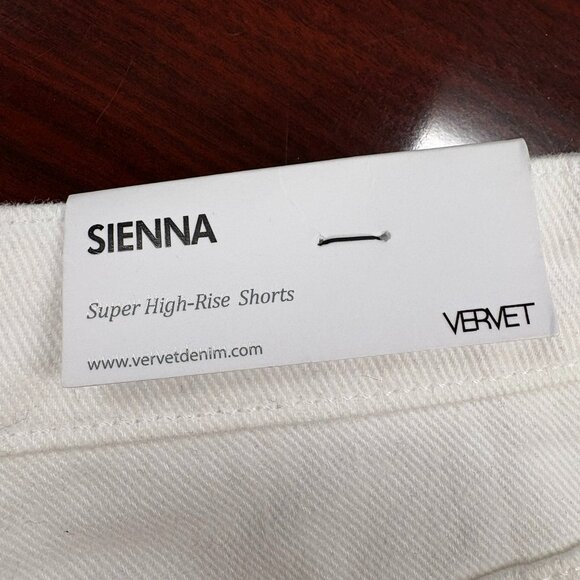 SIENNA
Super High-Rise Shorts
VERVET
www.vervetdenim.com